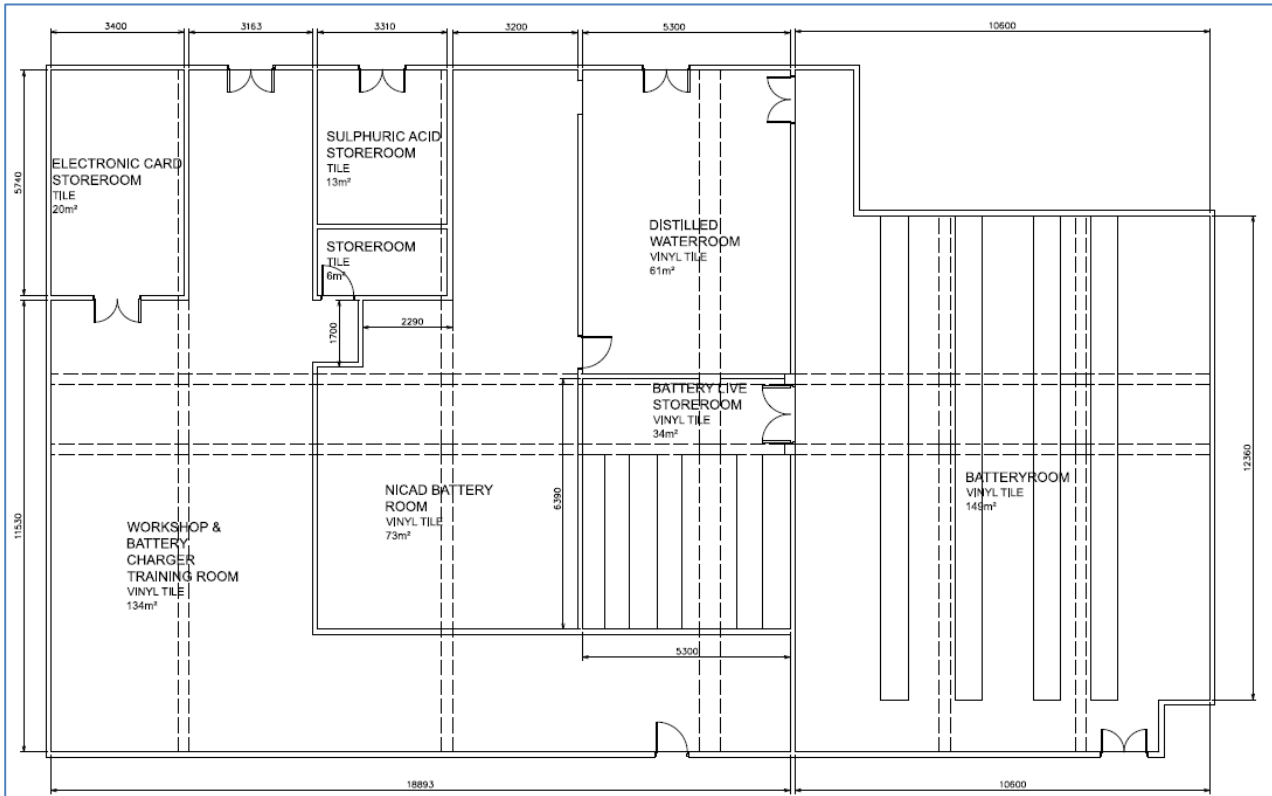 3400
3163
3310
3200
5300
10600
5740
ELECTRONIC CARD
STOREROOM
TILE
20m²
SULPHURIC ACID
STOREROOM
TILE
13m²
STOREROOM
TILE
6m²
DISTILLED
WATERROOM
VINYL TILE
61m²
1700
2290
BATTERY LIVE
STOREROOM
VINYL TILE
34m²
11530
WORKSHOP &
BATTERY
CHARGER
TRAINING ROOM
VINYL TILE
134m²
NICAD BATTERY
ROOM
VINYL TILE
73m²
6390
BATTERYROOM
VINYL TILE
149m²
12360
5300
18893
10600